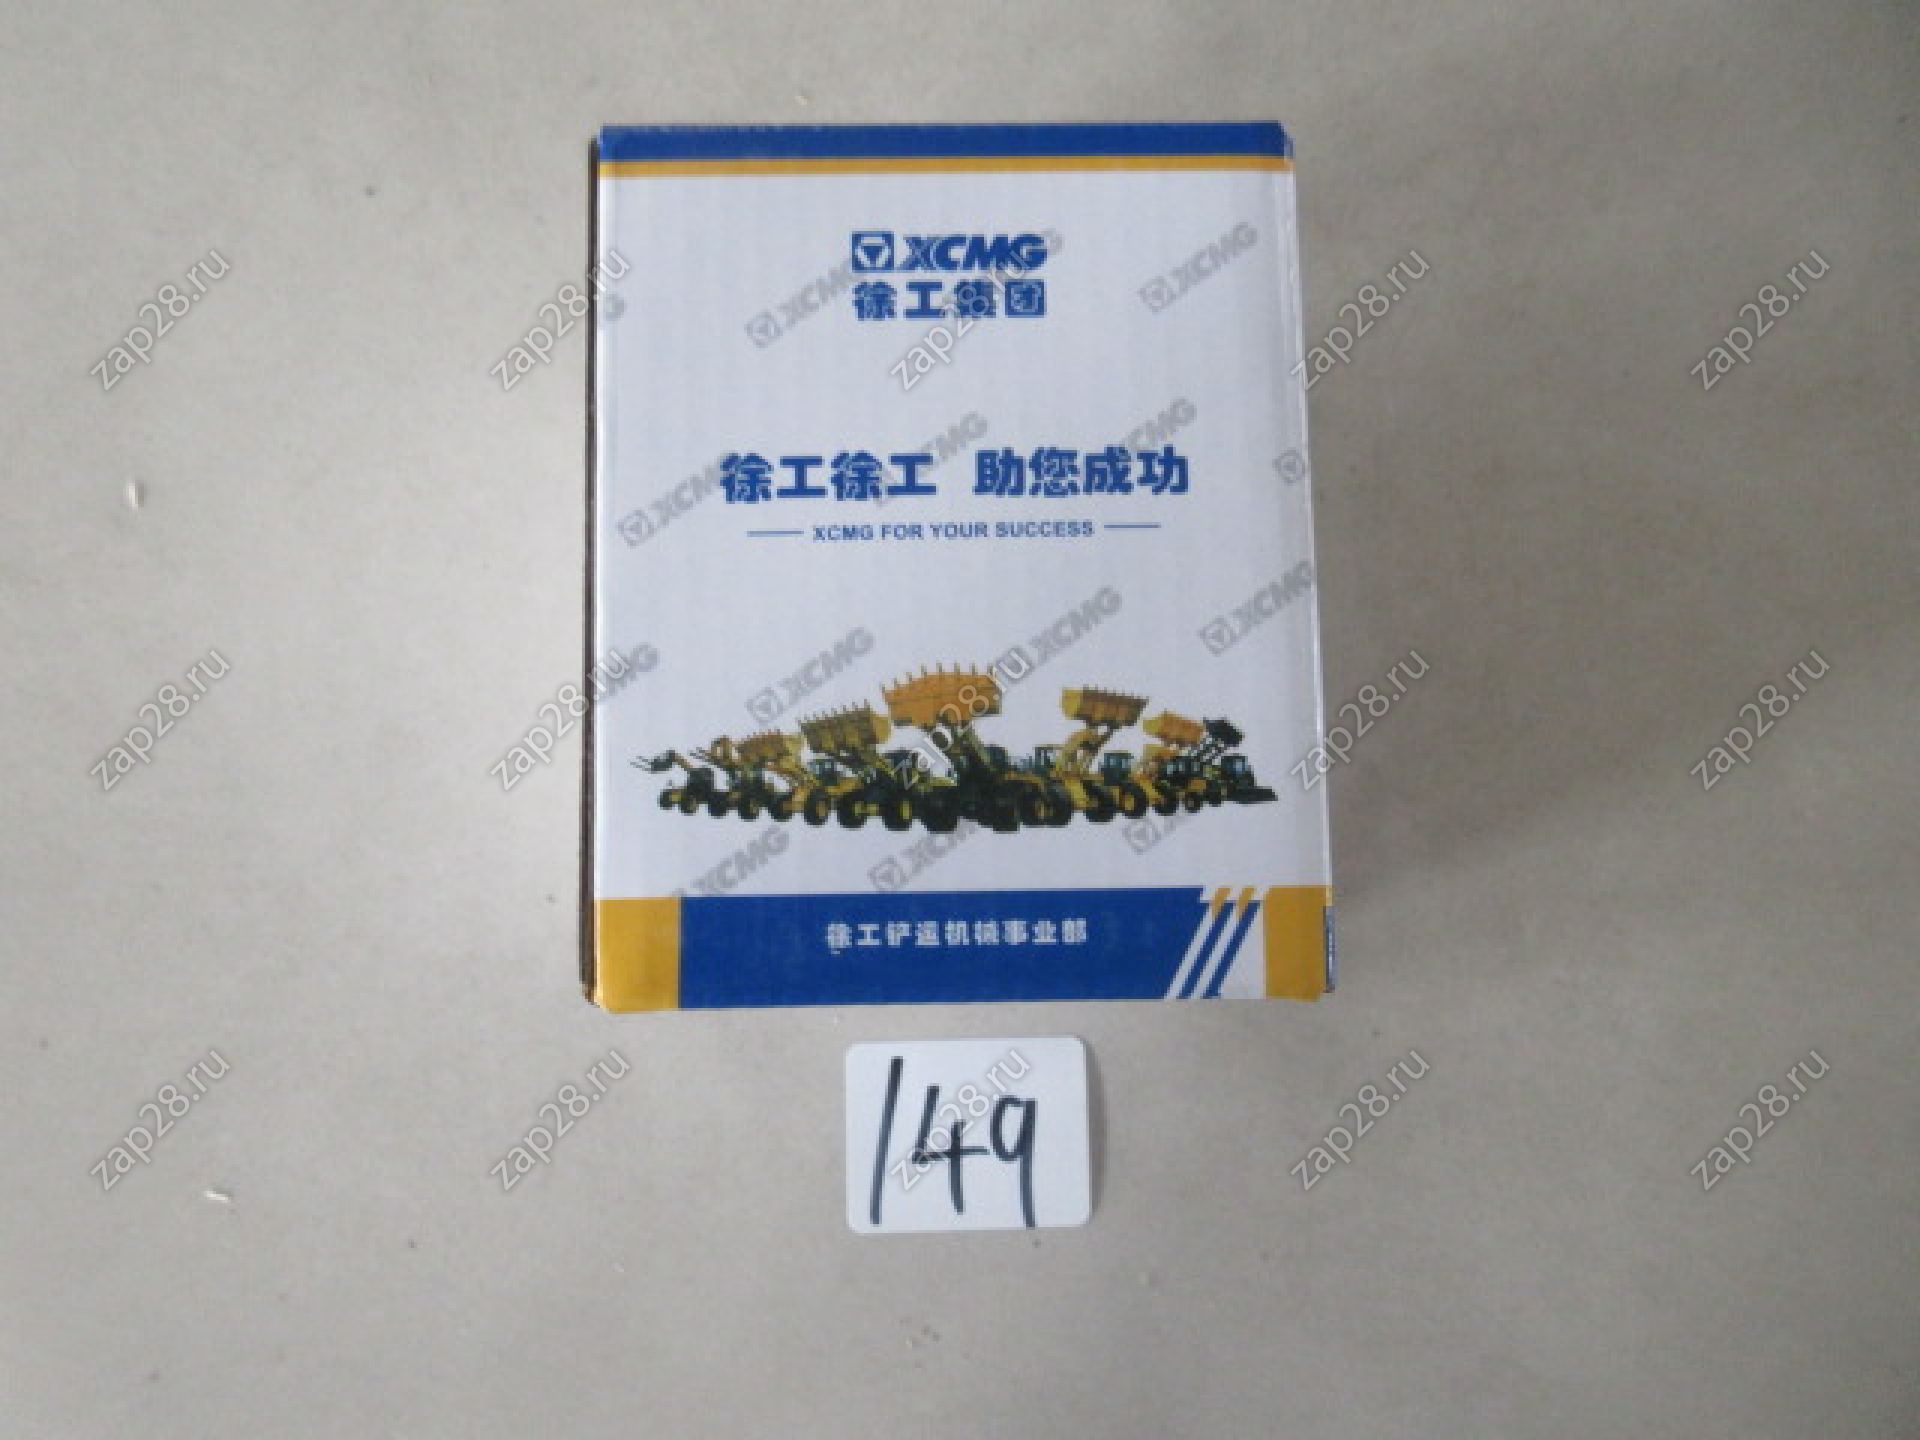 XCMG
徐工集团
徐工徐工 助您成功
XCMG FOR YOUR SUCCESS
徐工铲运机械事业部
149
zap28.ru